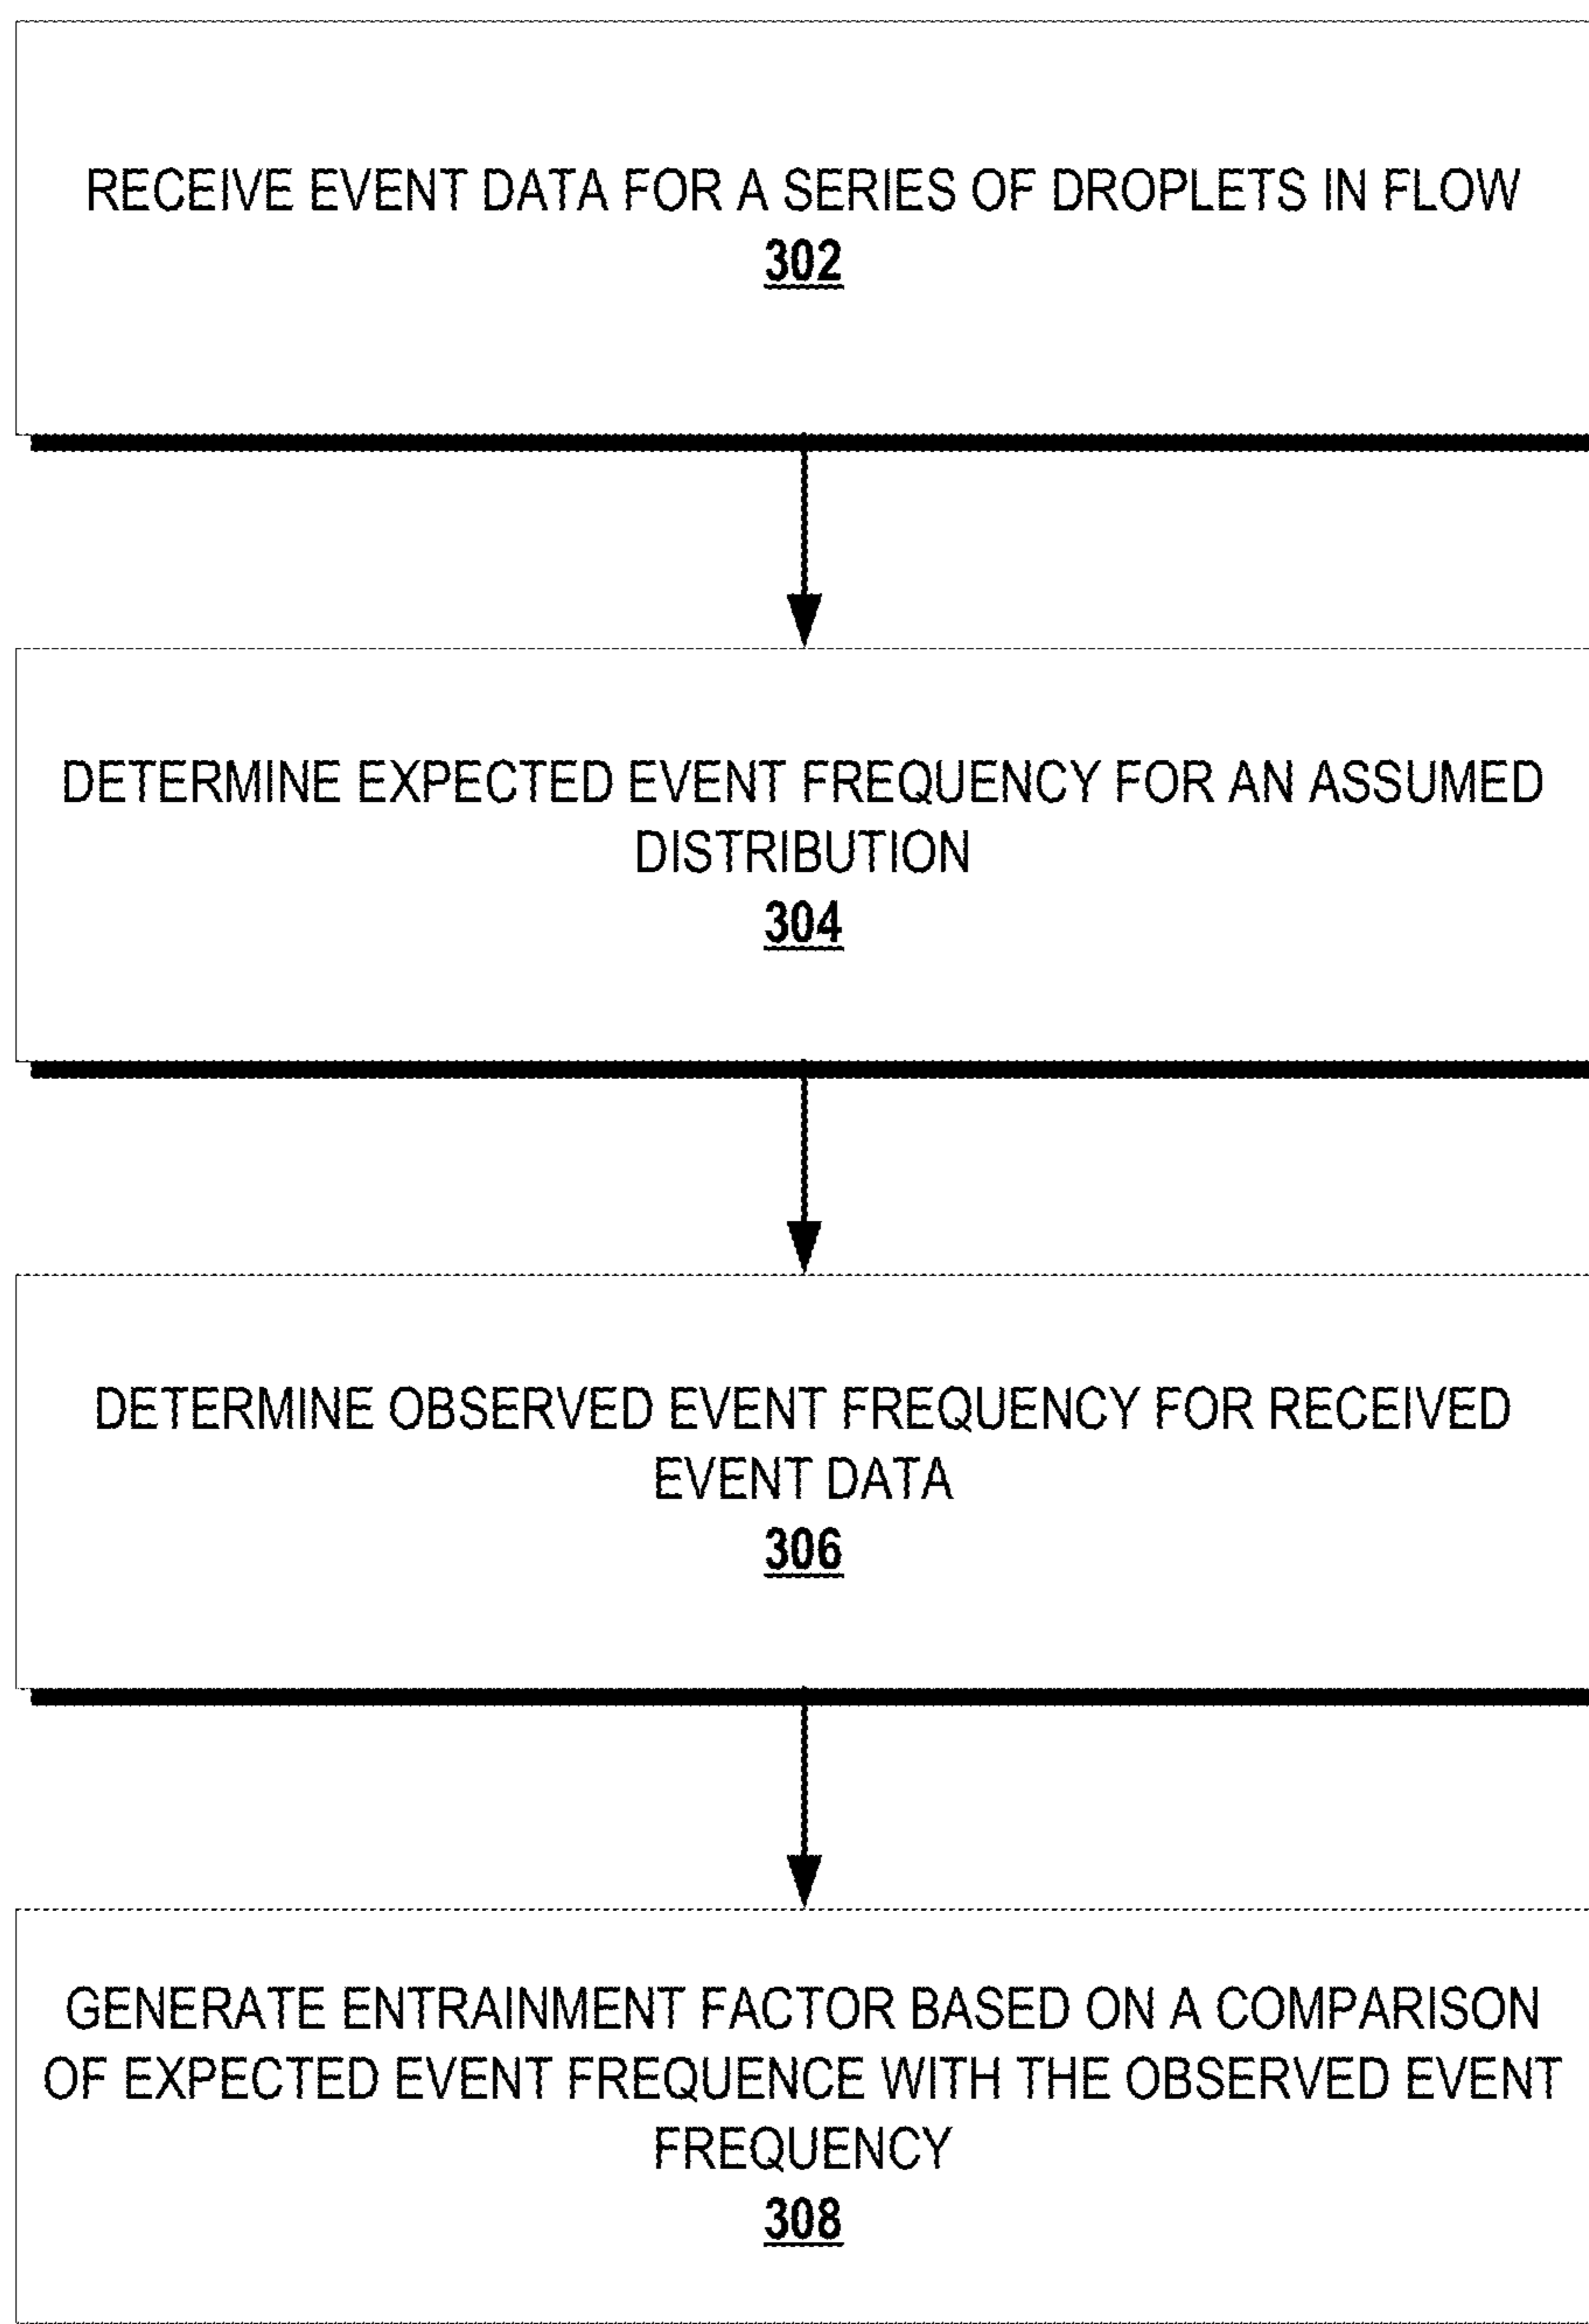 RECEIVE EVENT DATA FOR A SERIES OF DROPLETS IN FLOW
302
DETERMINE EXPECTED EVENT FREQUENCY FOR AN ASSUMED
DISTRIBUTION
304
DETERMINE OBSERVED EVENT FREQUENCY FOR RECEIVED
EVENT DATA
306
GENERATE ENTRAINMENT FACTOR BASED ON A COMPARISON
OF EXPECTED EVENT FREQUENCE WITH THE OBSERVED EVENT
FREQUENCY
308